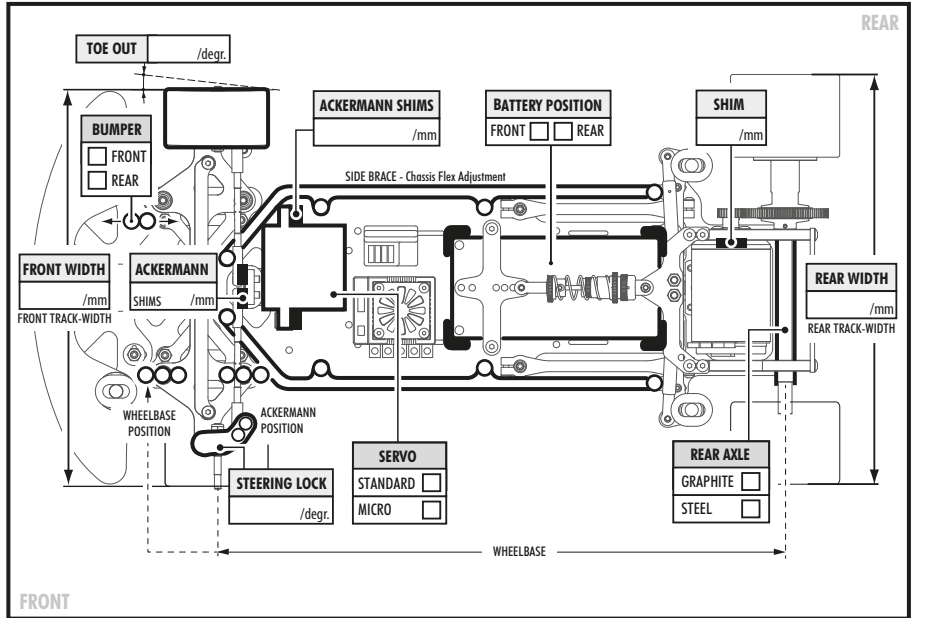 REAR
TOE OUT
/degr.
ACKERMANN SHIMS
/mm
BATTERY POSITION
FRONT REAR
SHIM
/mm
BUMPER
FRONT
REAR
SIDE BRACE - Chassis Flex Adjustment
FRONT WIDTH
/mm
FRONT TRACK-WIDTH
ACKERMANN
SHIMS /mm
REAR WIDTH
/mm
REAR TRACK-WIDTH
WHEELBASE
POSITION
ACKERMANN
POSITION
STEERING LOCK
/degr.
SERVO
STANDARD
MICRO
REAR AXLE
GRAPHITE
STEEL
WHEELBASE
FRONT